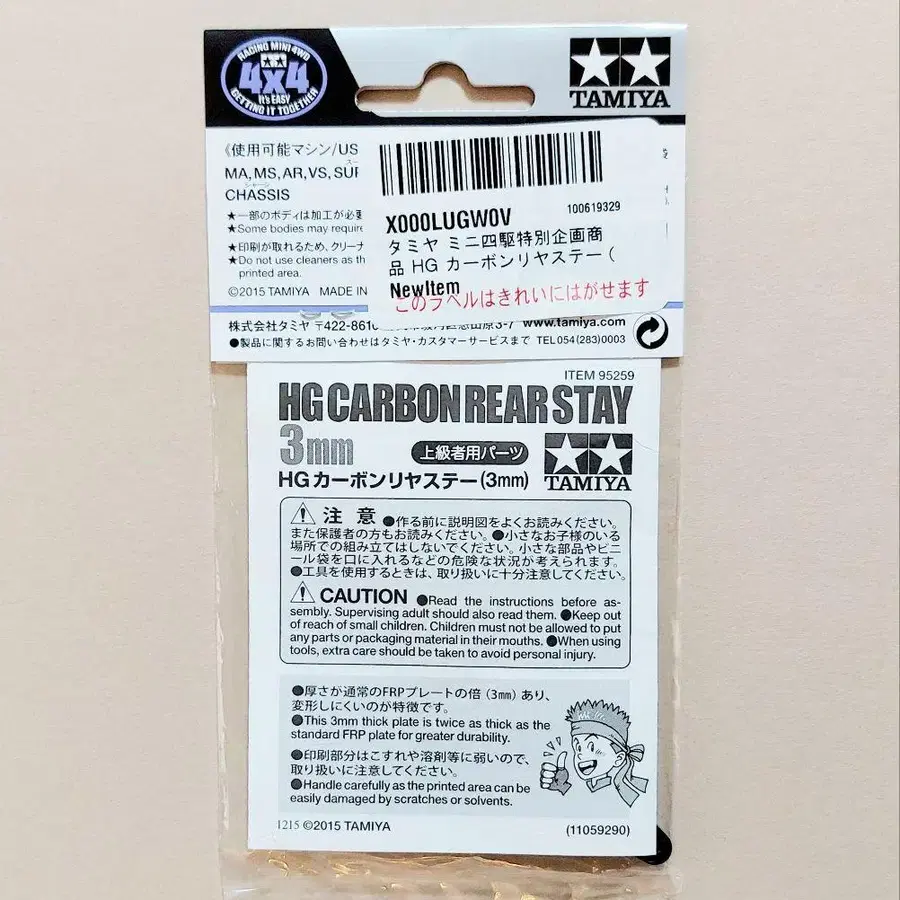 RACING MINI 4WD
4x4
It's EASY
GETTING IT TOGETHER
TAMIYA
《使用可能マシン/US
MA,MS,AR,VS,
CHASSIS
シャーシ
★一部のボディは加工が必要
★Some bodies may require
★印刷が取れるため、クリーナ
★Do not use cleaners as th
printed area.
©2015 TAMIYA MADE IN
X000LUGW0V
100619329
タミヤ ミニ四駆特別企画商
品 HG カーボンリヤステー (
NewItem
このラベルはきれいにはがせます
株式会社タミヤ 〒422-8610 3-7 www.tamiya.com
●製品に関するお問い合わせはタミヤ・カスタマーサービスまで TEL054(283)0003
ITEM 95259
HG CARBON REAR STAY
3mm
上級者用パーツ
TAMIYA
HG カーボンリヤステー(3mm)
注意 ●作る前に説明図をよくお読みください。
また保護者の方もお読みください。●小さなお子様のいる
場所での組み立てはしないでください。小さな部品やビニ
ール袋を口に入れるなどの危険な状況が考えられます。
●工具を使用するときは、取り扱いに十分注意してください。
CAUTION ●Read the instructions before as-
sembly. Supervising adult should also read them. ●Keep out
of reach of small children. Children must not be allowed to put
any parts or packaging material in their mouths. ●When using
tools, extra care should be taken to avoid personal injury.
●厚さが通常のFRPプレートの倍(3mm)あり、
変形しにくいのが特徴です。
●This 3mm thick plate is twice as thick as the
standard FRP plate for greater durability.
●印刷部分はこすれや溶剤等に弱いので、
取り扱いに注意してください。
●Handle carefully as the printed area can be
easily damaged by scratches or solvents.
1215 ©2015 TAMIYA
(11059290)